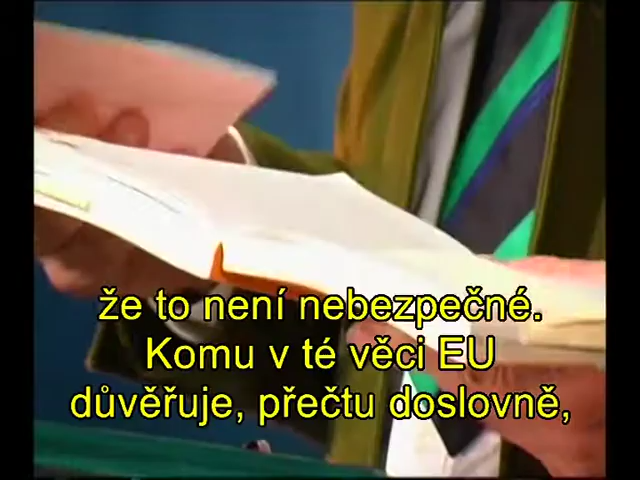 že to není nebezpečné.
Komu v té věci EU
důvěřuje, přečtu doslovně,